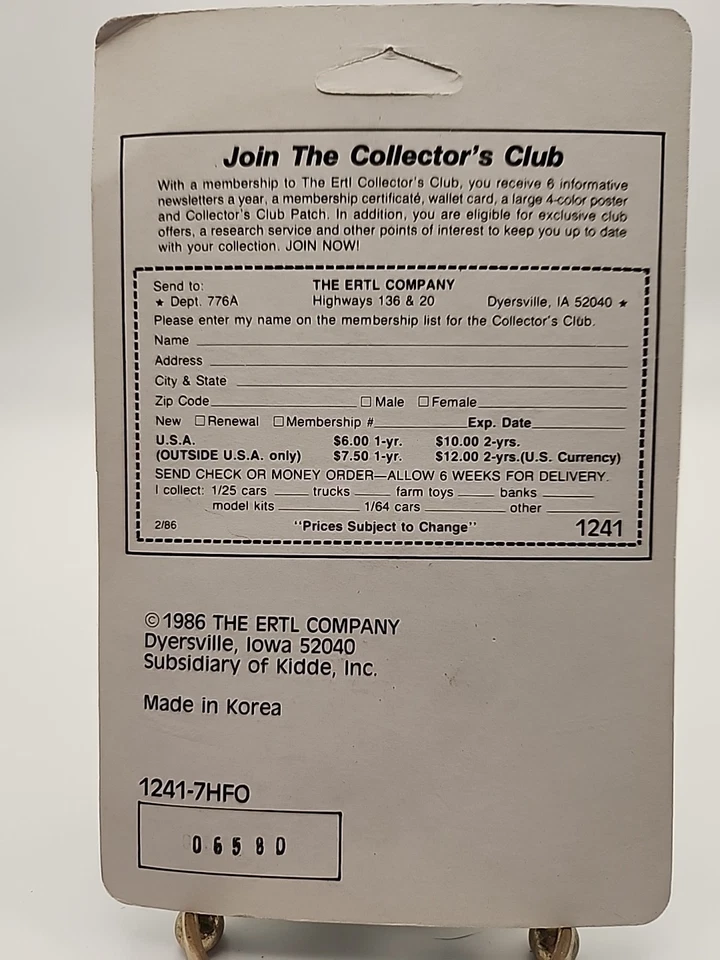 Join The Collector's Club
With a membership to The Ertl Collector's Club, you receive 6 informative
newsletters a year, a membership certificate, wallet card, a large 4-color poster
and Collector's Club Patch. In addition, you are eligible for exclusive club
offers, a research service and other points of interest to keep you up to date
with your collection. JOIN NOW!
Send to: THE ERTL COMPANY
★ Dept. 776A Highways 136 & 20 Dyersville, IA 52040 ★
Please enter my name on the membership list for the Collector's Club.
Name
Address
City & State
Zip Code ☐ Male ☐ Female
New ☐ Renewal ☐ Membership # Exp. Date
U.S.A. $6.00 1-yr. $10.00 2-yrs.
(OUTSIDE U.S.A. only) $7.50 1-yr. $12.00 2-yrs.(U.S. Currency)
SEND CHECK OR MONEY ORDER—ALLOW 6 WEEKS FOR DELIVERY.
I collect: 1/25 cars trucks farm toys banks
model kits 1/64 cars other
2/86 "Prices Subject to Change" 1241
©1986 THE ERTL COMPANY
Dyersville, Iowa 52040
Subsidiary of Kidde, Inc.
Made in Korea
1241-7HFO
0658D